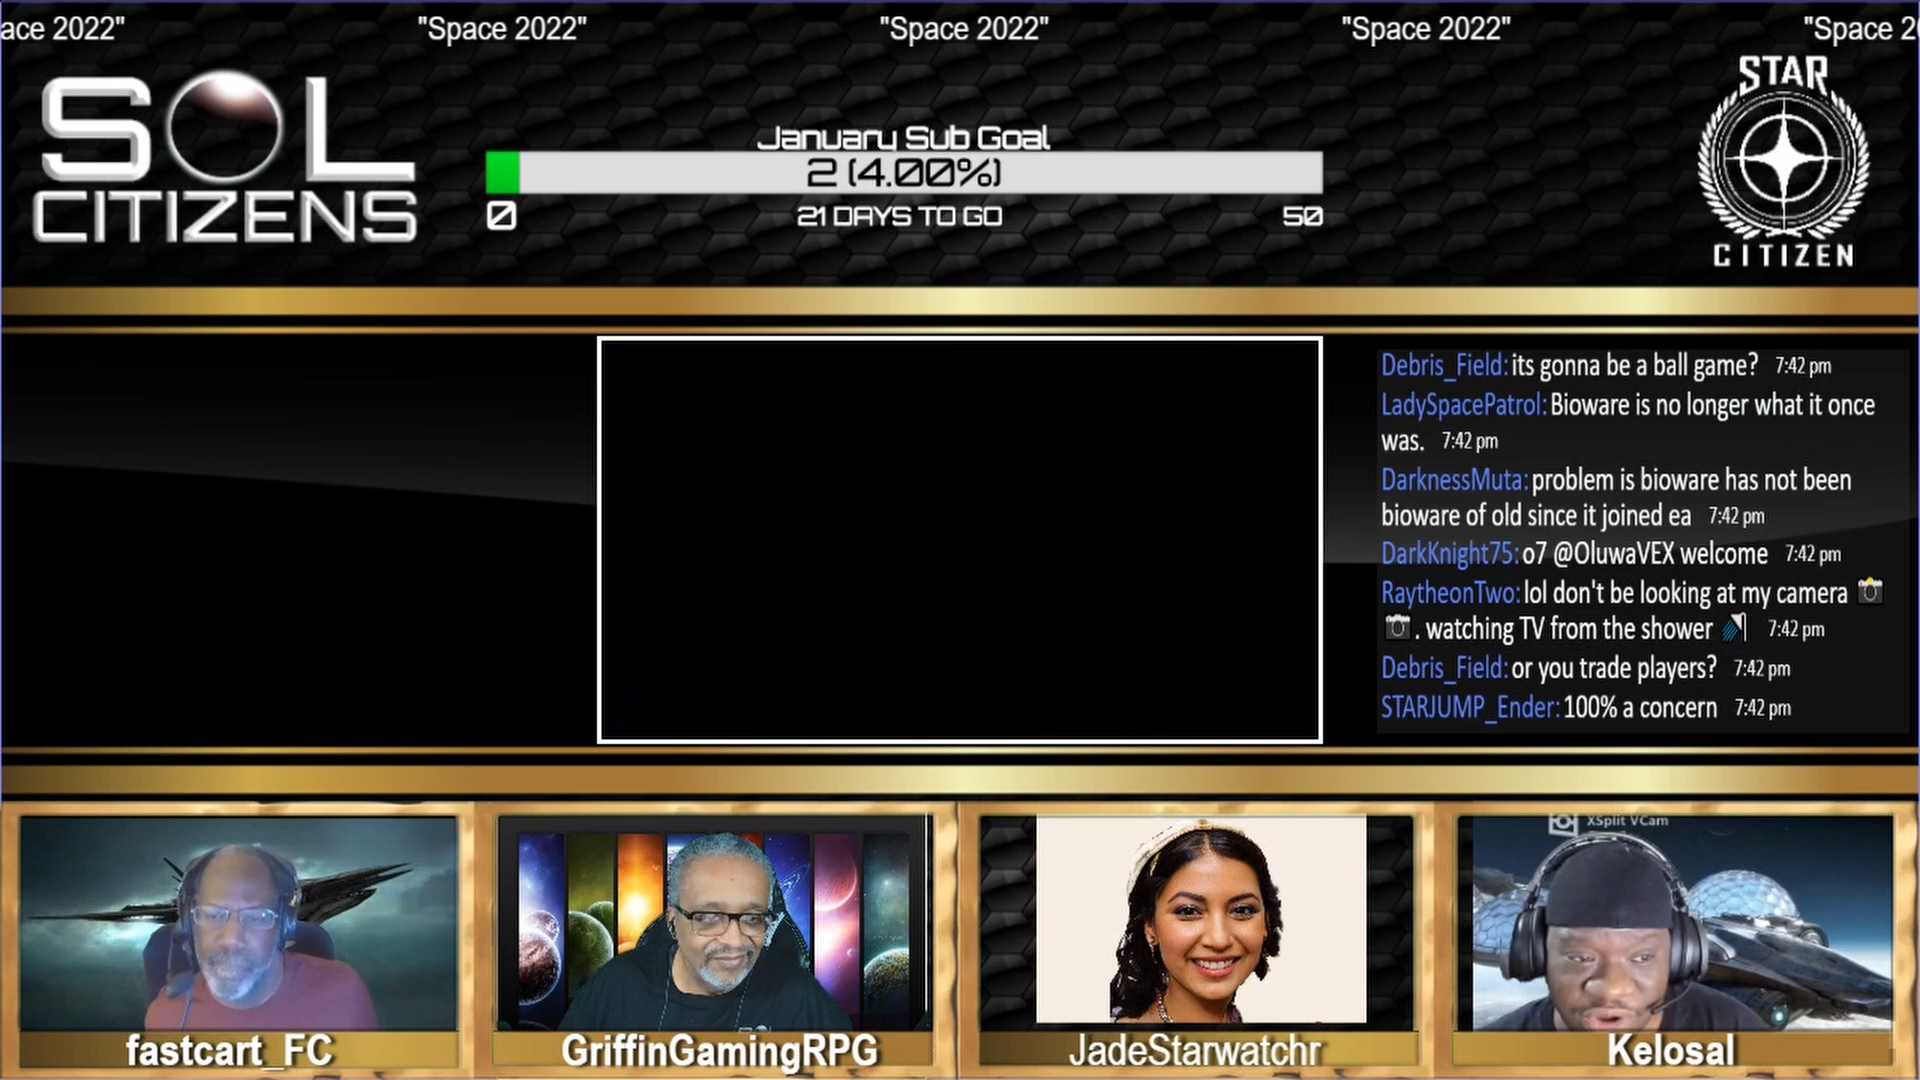 ace 2022" "Space 2022" "Space 2022" "Space 2022" "Space 2
SOL
CITIZENS
January Sub Goal
2 (4.00%)
0 21 DAYS TO GO 50
STAR
CITIZEN
Debris_Field: its gonna be a ball game? 7:42 pm
LadySpacePatrol: Bioware is no longer what it once
was. 7:42 pm
DarknessMuta: problem is bioware has not been
bioware of old since it joined ea 7:42 pm
DarkKnight75: o7 @OluwaVEX welcome 7:42 pm
RaytheonTwo: lol don't be looking at my camera 📷
📷. watching TV from the shower 🚿 7:42 pm
Debris_Field: or you trade players? 7:42 pm
STARJUMP_Ender: 100% a concern 7:42 pm
XSplit VCam
fastcart_FC
GriffinGamingRPG
JadeStarwatchr
Kelosal